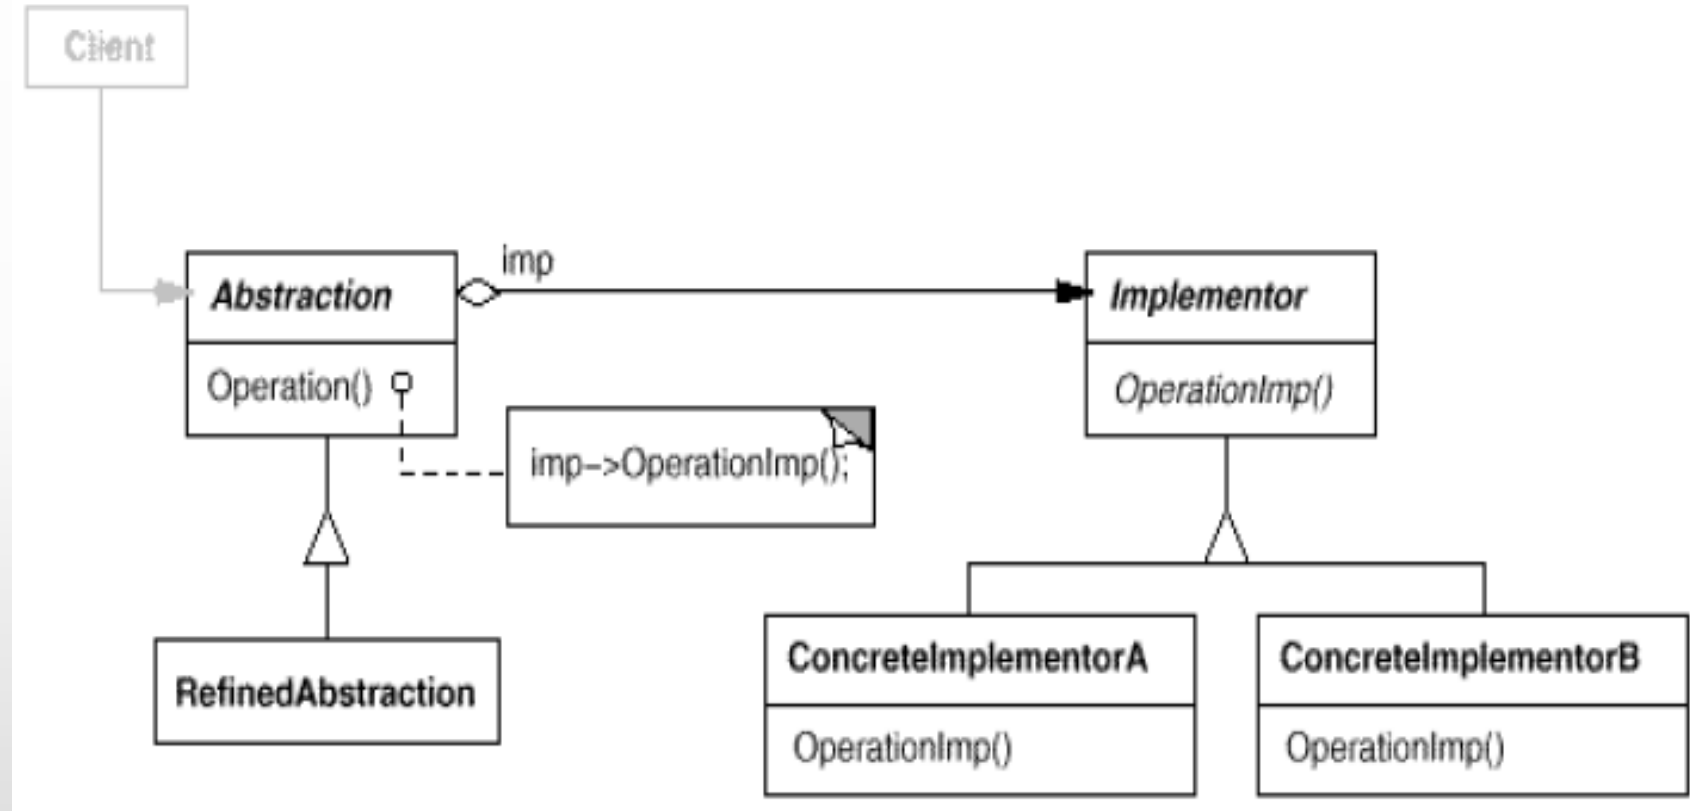 Client
imp
Abstraction
Implementor
Operation()
OperationImp()
imp–>OperationImp();
RefinedAbstraction
ConcreteImplementorA
ConcreteImplementorB
OperationImp()
OperationImp()